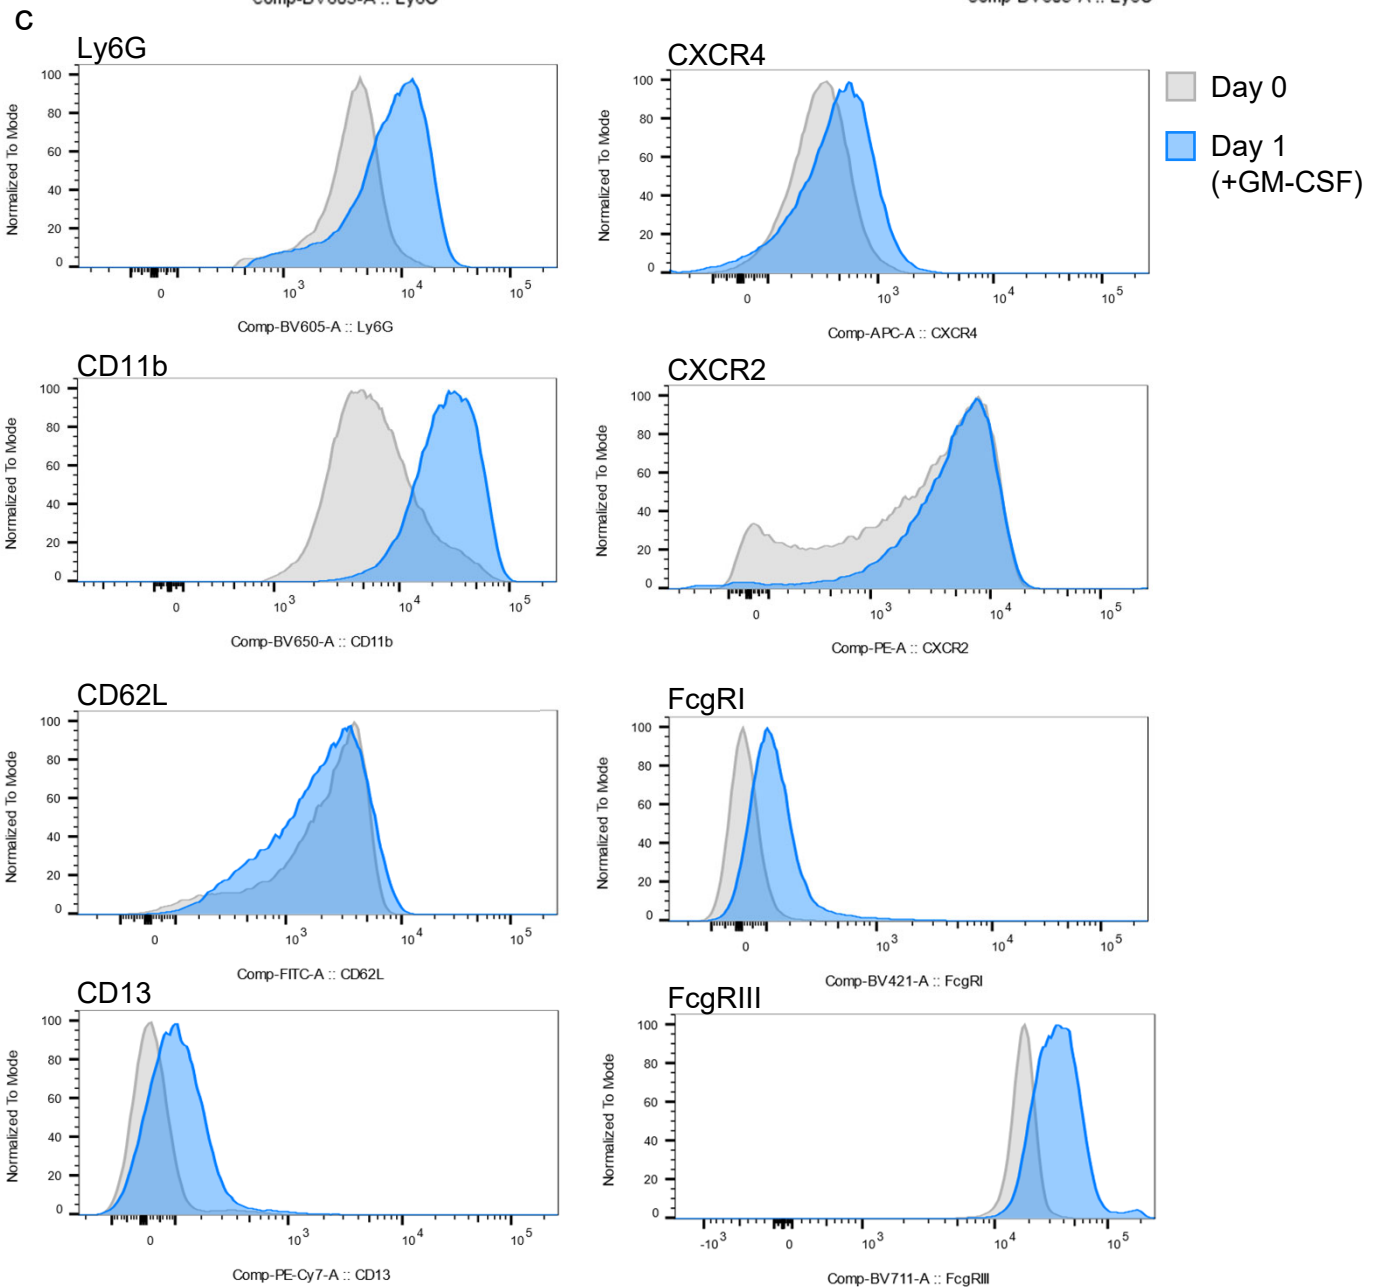 c
Ly6G
100
80
60
40
20
0
Normalized To Mode
0
10^3
10^4
10^5
Comp-BV605-A :: Ly6G
CXCR4
100
80
60
40
20
0
Normalized To Mode
0
10^3
10^4
10^5
Comp-APC-A :: CXCR4
Day 0
Day 1
(+GM-CSF)
CD11b
100
80
60
40
20
0
Normalized To Mode
0
10^3
10^4
10^5
Comp-BV650-A :: CD11b
CXCR2
100
80
60
40
20
0
Normalized To Mode
0
10^3
10^4
10^5
Comp-PE-A :: CXCR2
CD62L
100
80
60
40
20
0
Normalized To Mode
0
10^3
10^4
10^5
Comp-FITC-A :: CD62L
FcgRI
100
80
60
40
20
0
Normalized To Mode
0
10^3
10^4
10^5
Comp-BV421-A :: FcgRI
CD13
100
80
60
40
20
0
Normalized To Mode
0
10^3
10^4
10^5
Comp-PE-Cy7-A :: CD13
FcgRIII
100
80
60
40
20
0
Normalized To Mode
-10^3
0
10^3
10^4
10^5
Comp-BV711-A :: FcgRIII